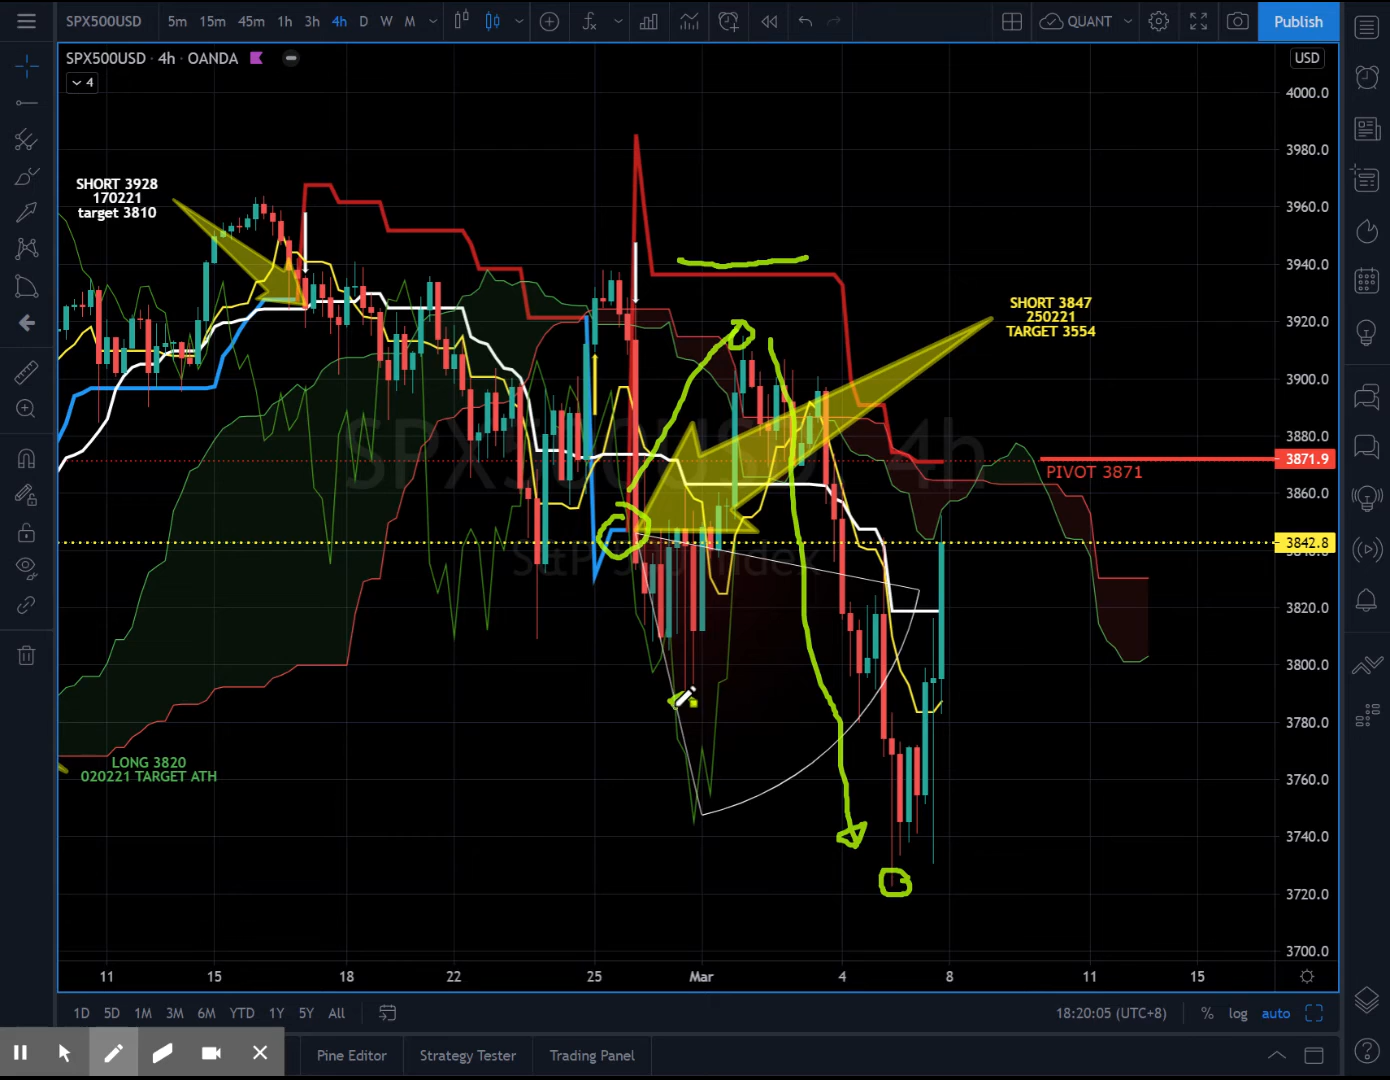 SPX500USD 5m 15m 45m 1h 3h 4h D W M QUANT Publish
SPX500USD · 4h · OANDA USD
4
4000.0
3980.0
3960.0
3940.0
3920.0
3900.0
3880.0
3871.9
3860.0
3842.8
3820.0
3800.0
3780.0
3760.0
3740.0
3720.0
3700.0
SHORT 3928
170221
target 3810
SHORT 3847
250221
TARGET 3554
PIVOT 3871
SPX500USD 4h
S&P 500 Index
LONG 3820
020221 TARGET ATH
11 15 18 22 25 Mar 4 8 11 15
1D 5D 1M 3M 6M YTD 1Y 5Y All 18:20:05 (UTC+8) % log auto
Pine Editor Strategy Tester Trading Panel